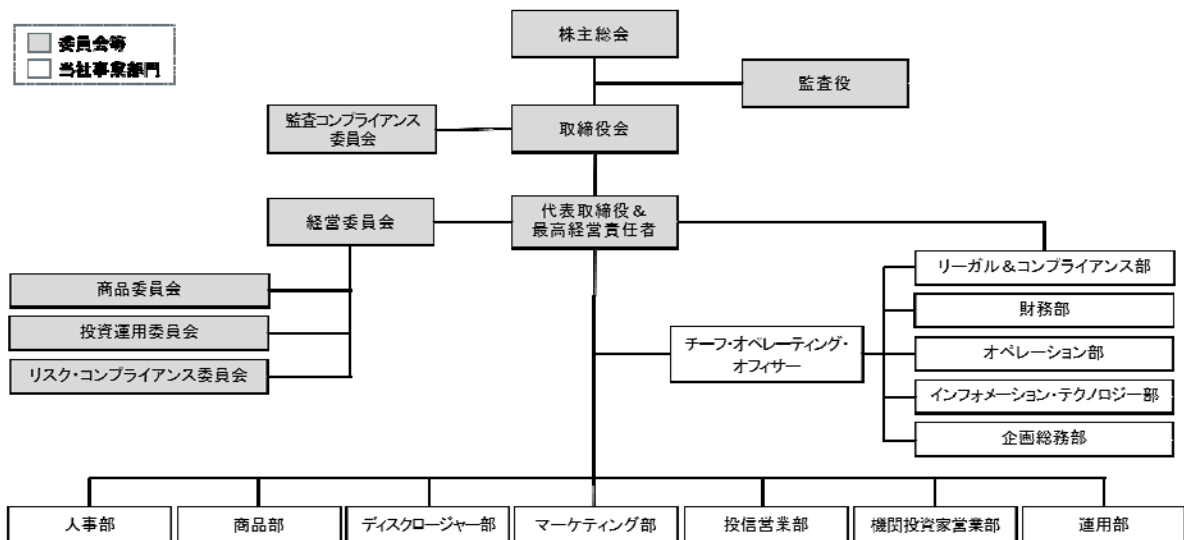 委員会等
当社事業部門
株主総会
監査役
監査コンプライアンス
委員会
取締役会
経営委員会
代表取締役＆
最高経営責任者
リーガル＆コンプライアンス部
商品委員会
財務部
投資運用委員会
チーフ・オペレーティング・
オフィサー
オペレーション部
リスク・コンプライアンス委員会
インフォメーション・テクノロジー部
企画総務部
人事部
商品部
ディスクロージャー部
マーケティング部
投信営業部
機関投資家営業部
運用部